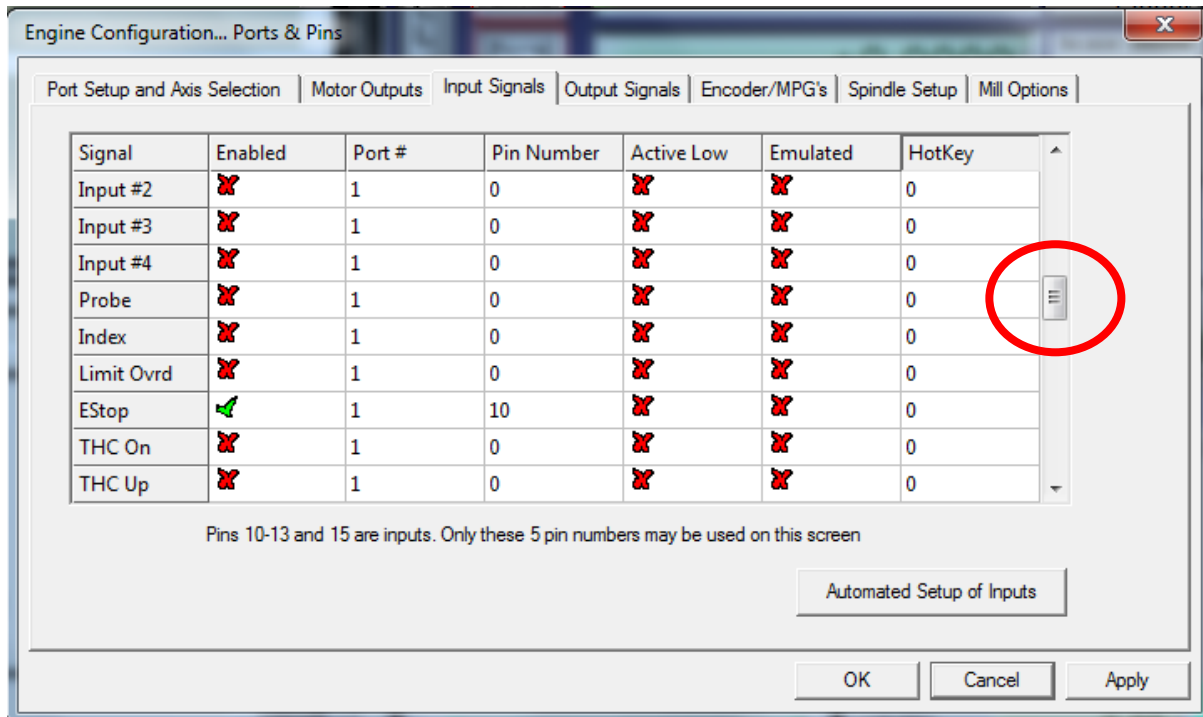 Engine Configuration... Ports & Pins
Port Setup and Axis Selection Motor Outputs Input Signals Output Signals Encoder/MPG's Spindle Setup Mill Options
Signal Enabled Port # Pin Number Active Low Emulated HotKey
Input #2 1 0 0
Input #3 1 0 0
Input #4 1 0 0
Probe 1 0 0
Index 1 0 0
Limit Ovrd 1 0 0
EStop 1 10 0
THC On 1 0 0
THC Up 1 0 0
Pins 10-13 and 15 are inputs. Only these 5 pin numbers may be used on this screen
Automated Setup of Inputs
OK Cancel Apply